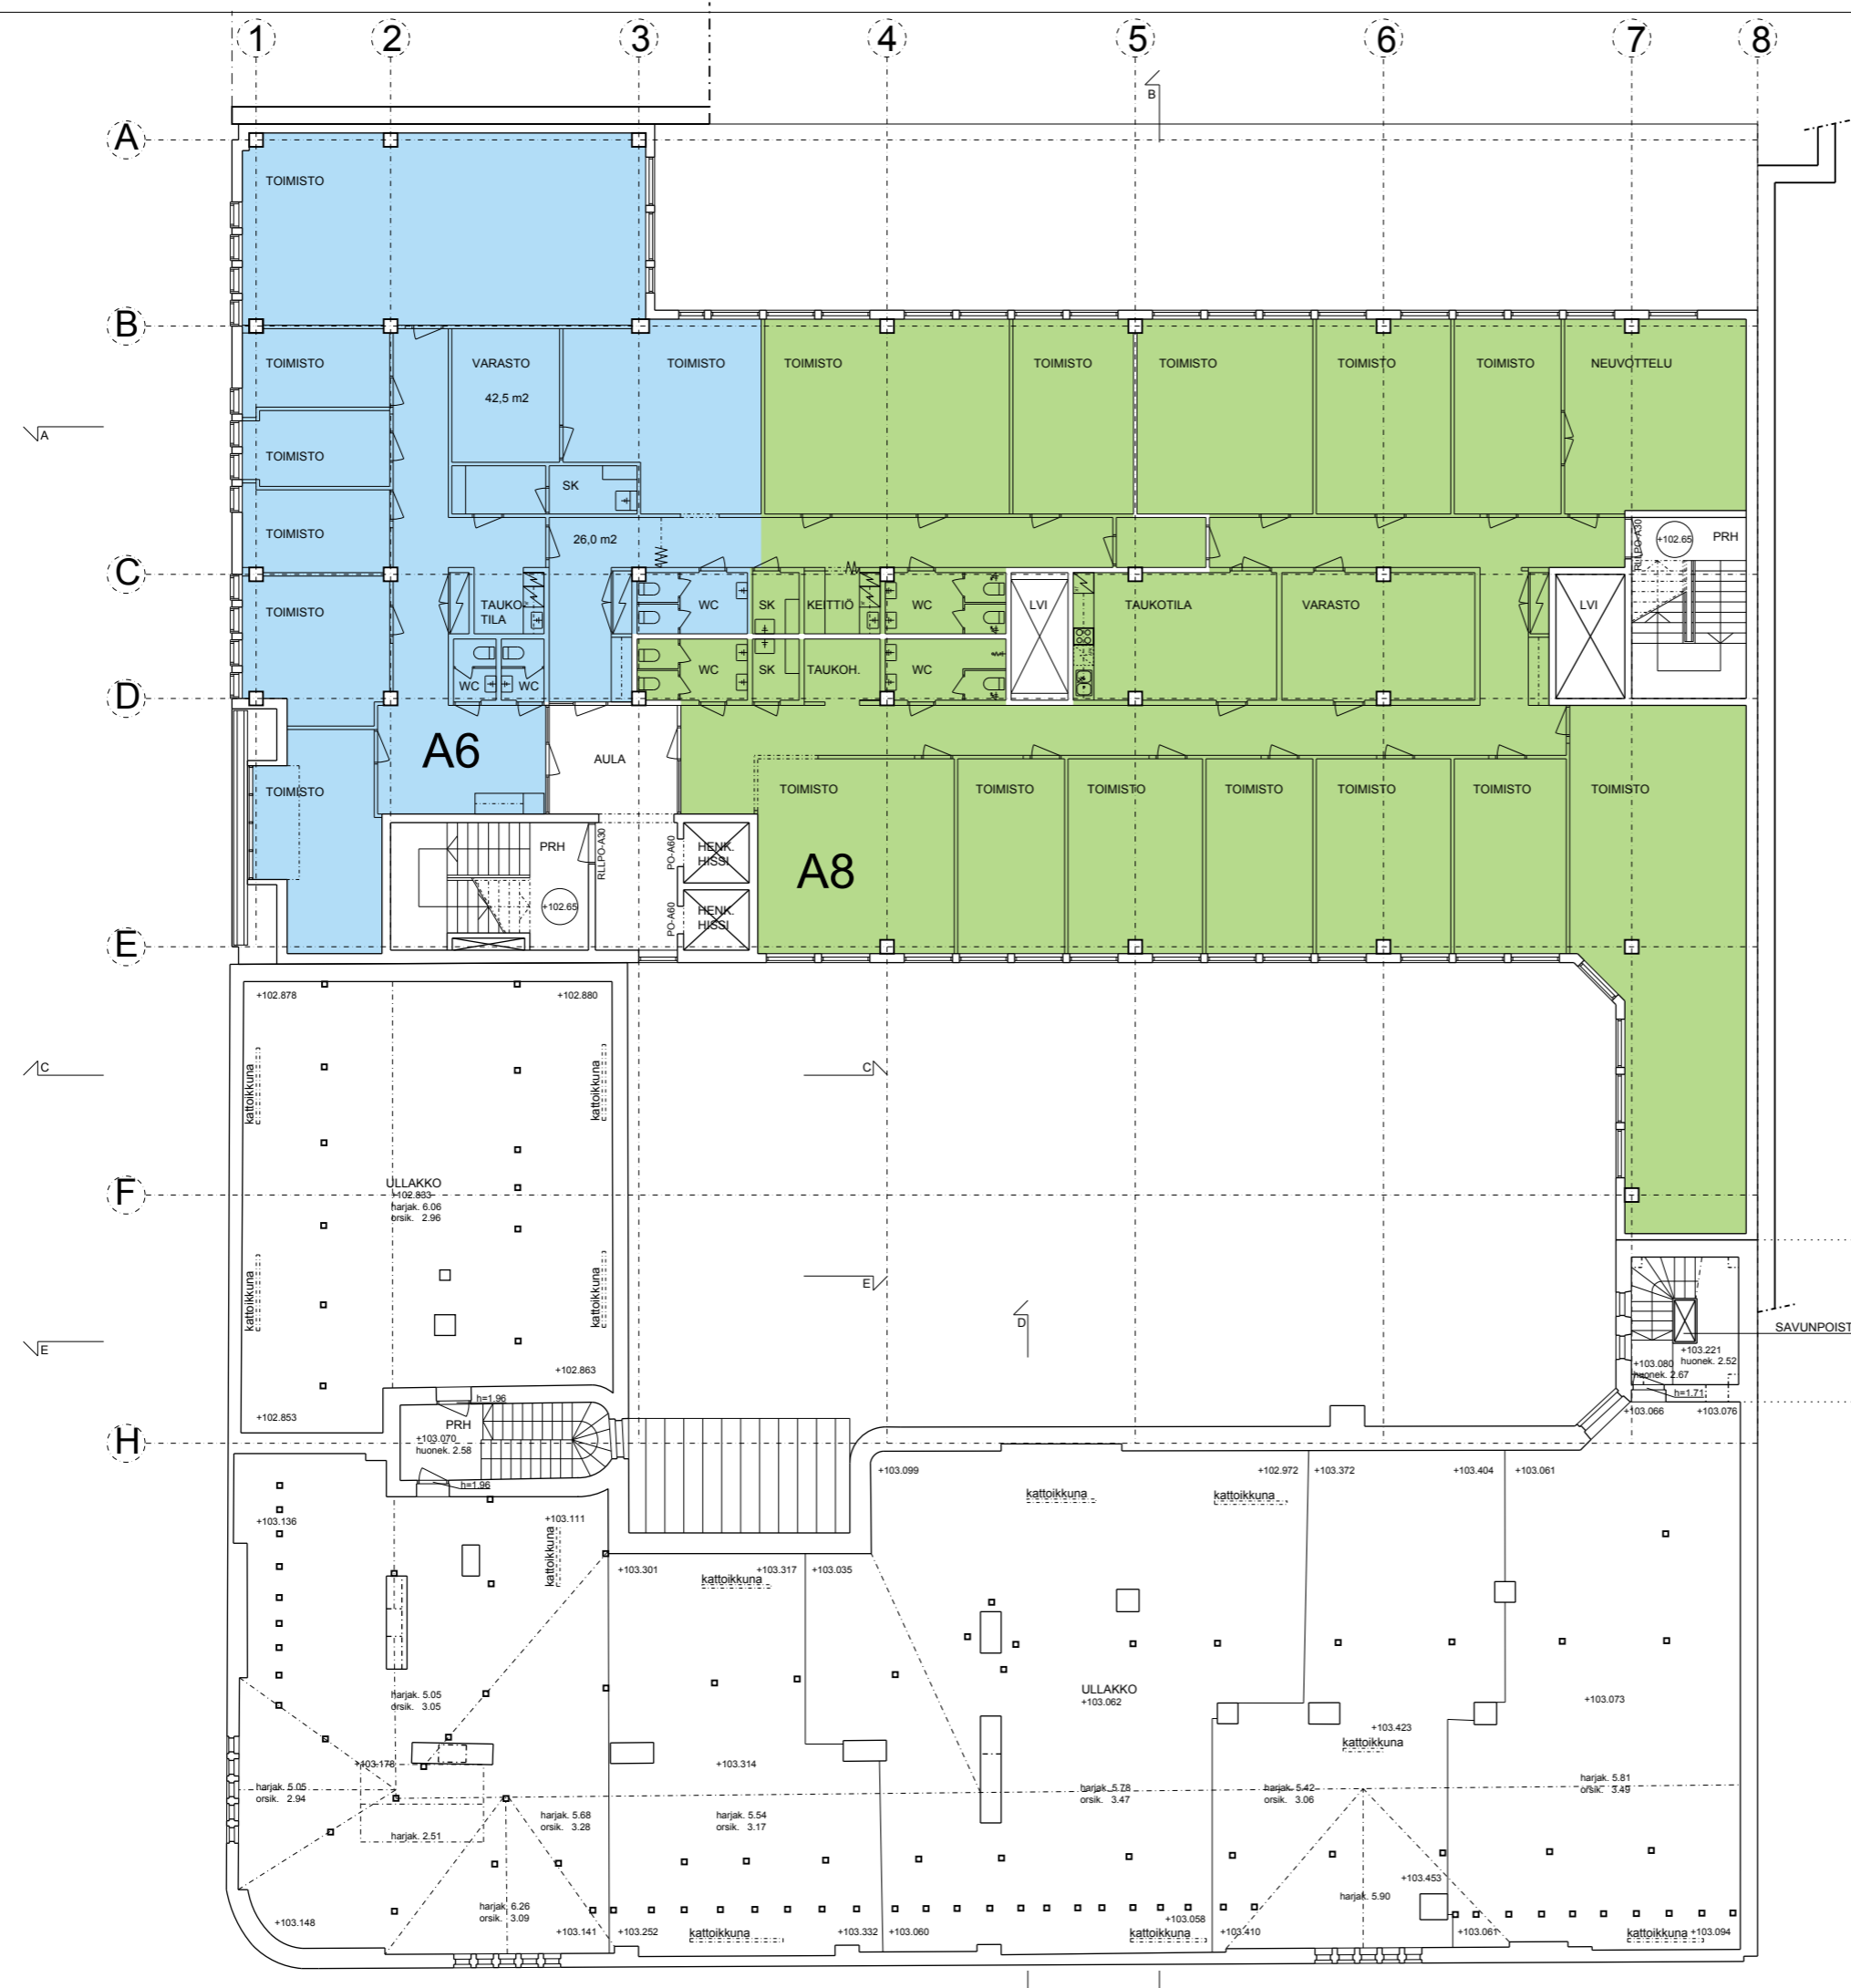 1 2 3 4 5 6 7 8
B
A
TOIMISTO
B
TOIMISTO
VARASTO
42,5 m2
TOIMISTO
TOIMISTO
TOIMISTO
TOIMISTO
TOIMISTO
TOIMISTO
NEUVOTTELU
A
TOIMISTO
SK
TOIMISTO
26,0 m2
RLLPO-A30
+102.65
PRH
C
TOIMISTO
TAUKO-
TILA
WC
SK
KEITTIÖ
WC
LVI
TAUKOTILA
VARASTO
LVI
WC
WC
WC
SK
TAUKOH.
WC
D
A6
AULA
TOIMISTO
TOIMISTO
TOIMISTO
TOIMISTO
TOIMISTO
TOIMISTO
TOIMISTO
TOIMISTO
PRH
RLLPO-A30
PO-A60
HENK.
HISSI
A8
+102.65
PO-A60
HENK.
HISSI
E
+102.878
+102.880
kattoikkuna
kattoikkuna
C
C
F
ULLAKKO
+102.833
harjak. 6.06
orsik. 2.96
kattoikkuna
kattoikkuna
E
D
E
SAVUNPOIST
+103.221
huonek. 2.52
+103.080
huonek. 2.67
h=1.71
+103.066
+103.076
+102.863
+102.853
h=1.96
PRH
+103.070
huonek. 2.58
h=1.96
H
+103.099
+102.972
+103.372
+103.404
+103.061
kattoikkuna
kattoikkuna
+103.136
+103.111
kattoikkuna
+103.301
+103.317
+103.035
kattoikkuna
harjak. 5.05
orsik. 3.05
ULLAKKO
+103.062
+103.073
+103.423
kattoikkuna
+103.178
+103.314
harjak. 5.05
orsik. 2.94
harjak. 5.78
orsik. 3.47
harjak. 5.42
orsik. 3.06
harjak. 5.81
orsik. 3.49
harjak. 5.68
orsik. 3.28
harjak. 5.54
orsik. 3.17
harjak. 2.51
+103.453
harjak. 5.90
harjak. 6.26
orsik. 3.09
+103.148
+103.141
+103.252
kattoikkuna
+103.332
+103.060
kattoikkuna
+103.058
+103.410
+103.061
kattoikkuna
+103.094